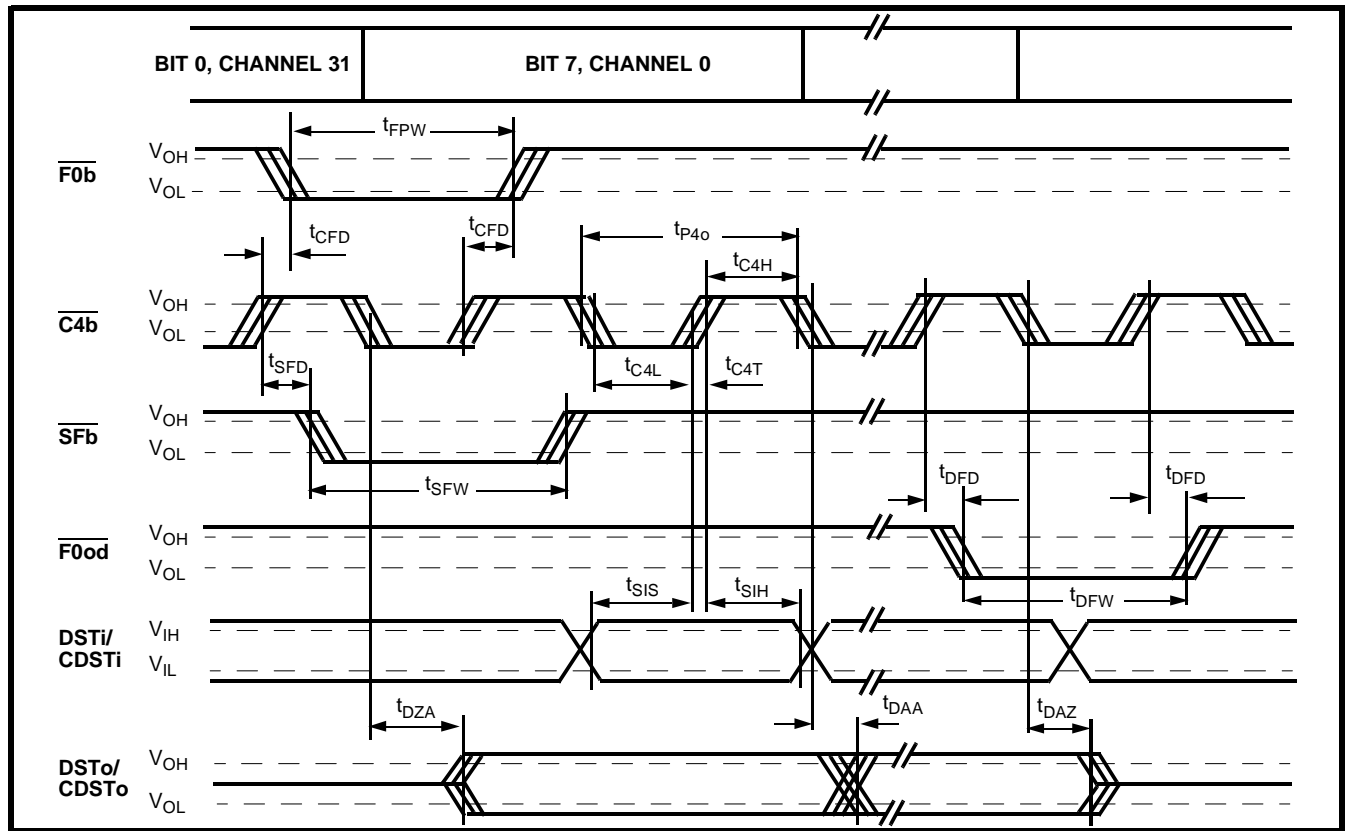 BIT 0, CHANNEL 31 BIT 7, CHANNEL 0
tFPW
F0b VOH
VOL
tCFD tCFD tP4o
tC4H
C4b VOH
VOL
tSFD tC4L tC4T
SFb VOH
VOL
tSFW tDFD tDFD
F0od VOH
VOL
tSIS tSIH tDFW
DSTi/
CDSTi
VIH
VIL
tDZA tDAA tDAZ
DSTo/
CDSTo
VOH
VOL